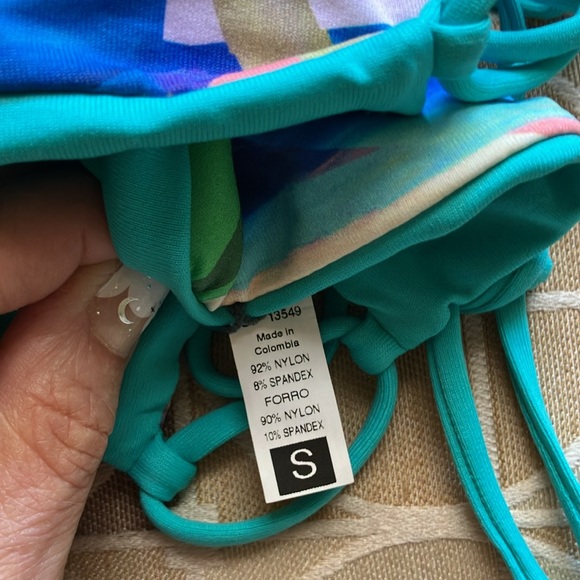 13549
Made in
Colombia
92% NYLON
8% SPANDEX
FORRO
90% NYLON
10% SPANDEX
S